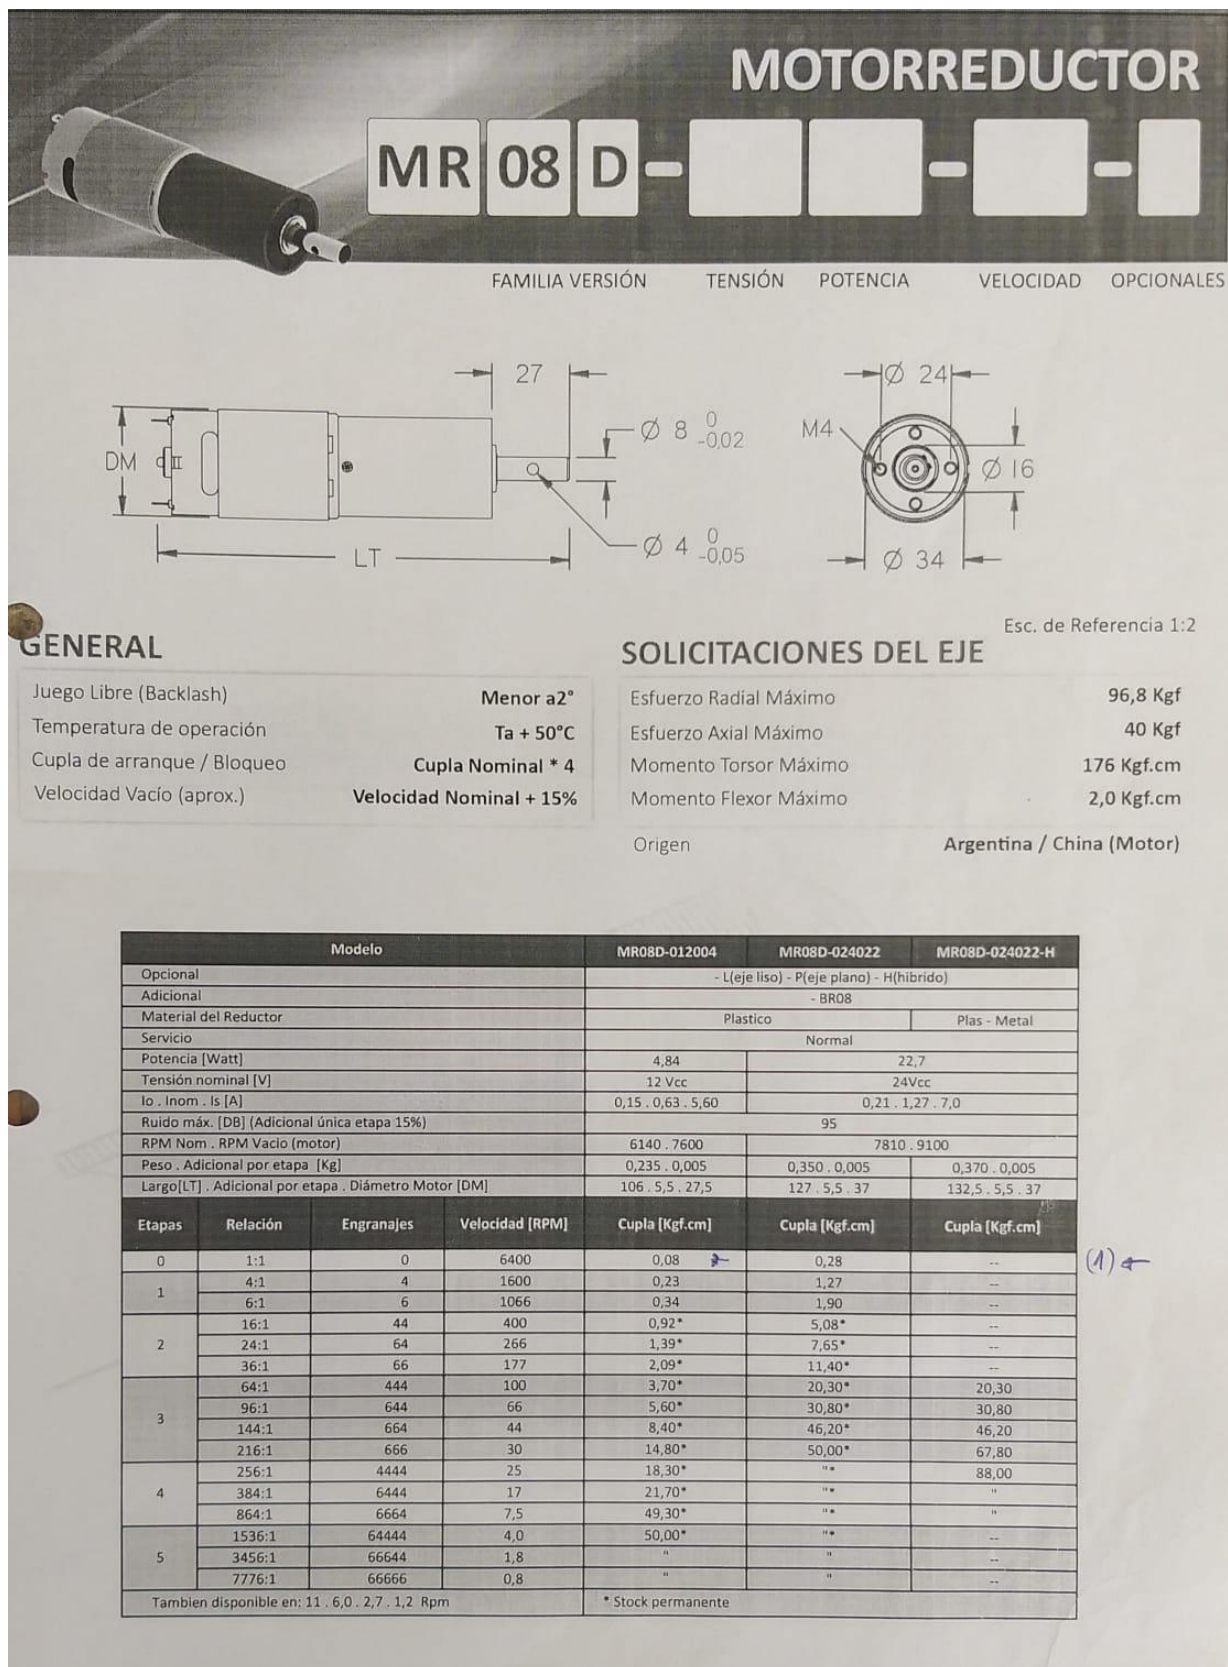 MOTORREDUCTOR
MR 08 D - - -
FAMILIA VERSIÓN TENSIÓN POTENCIA VELOCIDAD OPCIONALES
27
Ø 24
Ø 8 0 -0,02
M4
DM
Ø 16
Ø 4 0 -0,05
LT
Ø 34
Esc. de Referencia 1:2
GENERAL
Juego Libre (Backlash) Menor a2°
Temperatura de operación Ta + 50°C
Cupla de arranque / Bloqueo Cupla Nominal * 4
Velocidad Vacío (aprox.) Velocidad Nominal + 15%
SOLICITACIONES DEL EJE
Esfuerzo Radial Máximo 96,8 Kgf
Esfuerzo Axial Máximo 40 Kgf
Momento Torsor Máximo 176 Kgf.cm
Momento Flexor Máximo 2,0 Kgf.cm
Origen Argentina / China (Motor)
Modelo MR08D-012004 MR08D-024022 MR08D-024022-H
Opcional - L(eje liso) - P(eje plano) - H(hibrido)
Adicional - BR08
Material del Reductor Plastico Plas - Metal
Servicio Normal
Potencia [Watt] 4,84 22,7
Tensión nominal [V] 12 Vcc 24Vcc
Io . Inom . Is [A] 0,15 . 0,63 . 5,60 0,21 . 1,27 . 7,0
Ruido máx. [DB] (Adicional única etapa 15%) 95
RPM Nom . RPM Vacio (motor) 6140 . 7600 7810 . 9100
Peso . Adicional por etapa [Kg] 0,235 . 0,005 0,350 . 0,005 0,370 . 0,005
Largo[LT] . Adicional por etapa . Diámetro Motor [DM] 106 . 5,5 . 27,5 127 . 5,5 . 37 132,5 . 5,5 . 37
Etapas Relación Engranajes Velocidad [RPM] Cupla [Kgf.cm] Cupla [Kgf.cm] Cupla [Kgf.cm]
0 1:1 0 6400 0,08 0,28 -- (1) ←
1 4:1 4 1600 0,23 1,27 --
6:1 6 1066 0,34 1,90 --
2 16:1 44 400 0,92* 5,08* --
24:1 64 266 1,39* 7,65* --
36:1 66 177 2,09* 11,40* --
3 64:1 444 100 3,70* 20,30* 20,30
96:1 644 66 5,60* 30,80* 30,80
144:1 664 44 8,40* 46,20* 46,20
216:1 666 30 14,80* 50,00* 67,80
4 256:1 4444 25 18,30* "* 88,00
384:1 6444 17 21,70* "* "
864:1 6664 7,5 49,30* "* "
5 1536:1 64444 4,0 50,00* "* --
3456:1 66644 1,8 " " --
7776:1 66666 0,8 " " --
Tambien disponible en: 11 . 6,0 . 2,7 . 1,2 Rpm * Stock permanente